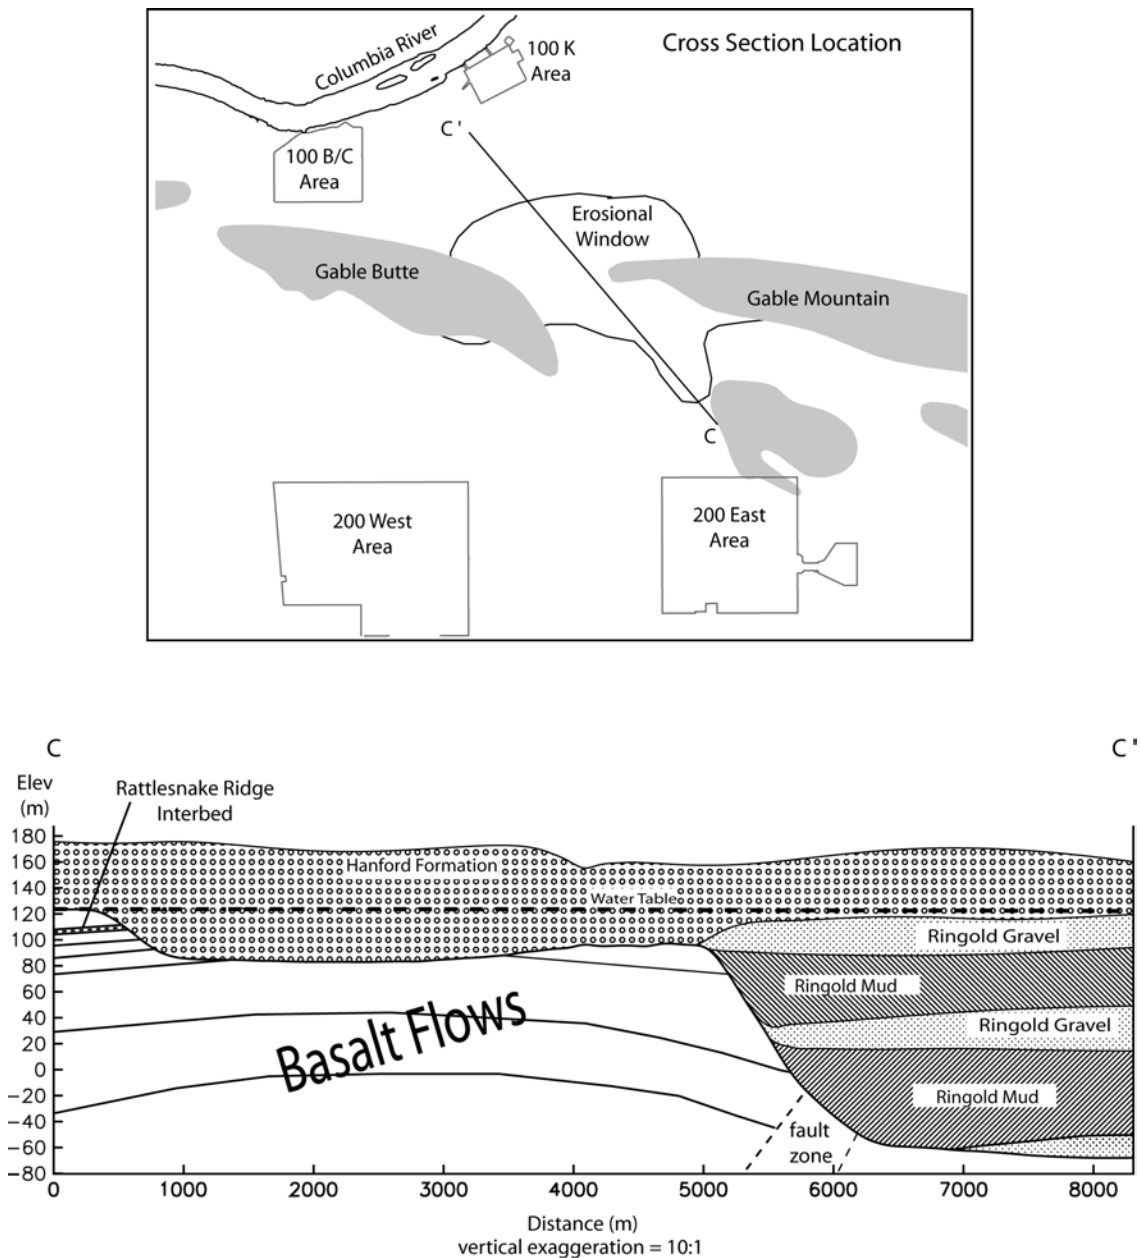 Cross Section Location
Columbia River
100 K
Area
C '
100 B/C
Area
Erosional
Window
Gable Butte
Gable Mountain
C
200 West
Area
200 East
Area
C
C '
Elev
(m)
Rattlesnake Ridge
Interbed
180
160
140
120
100
80
60
40
20
0
−20
−40
−60
−80
Hanford Formation
Water Table
Ringold Gravel
Ringold Mud
Ringold Gravel
Ringold Mud
Basalt Flows
fault
zone
0 1000 2000 3000 4000 5000 6000 7000 8000
Distance (m)
vertical exaggeration = 10:1